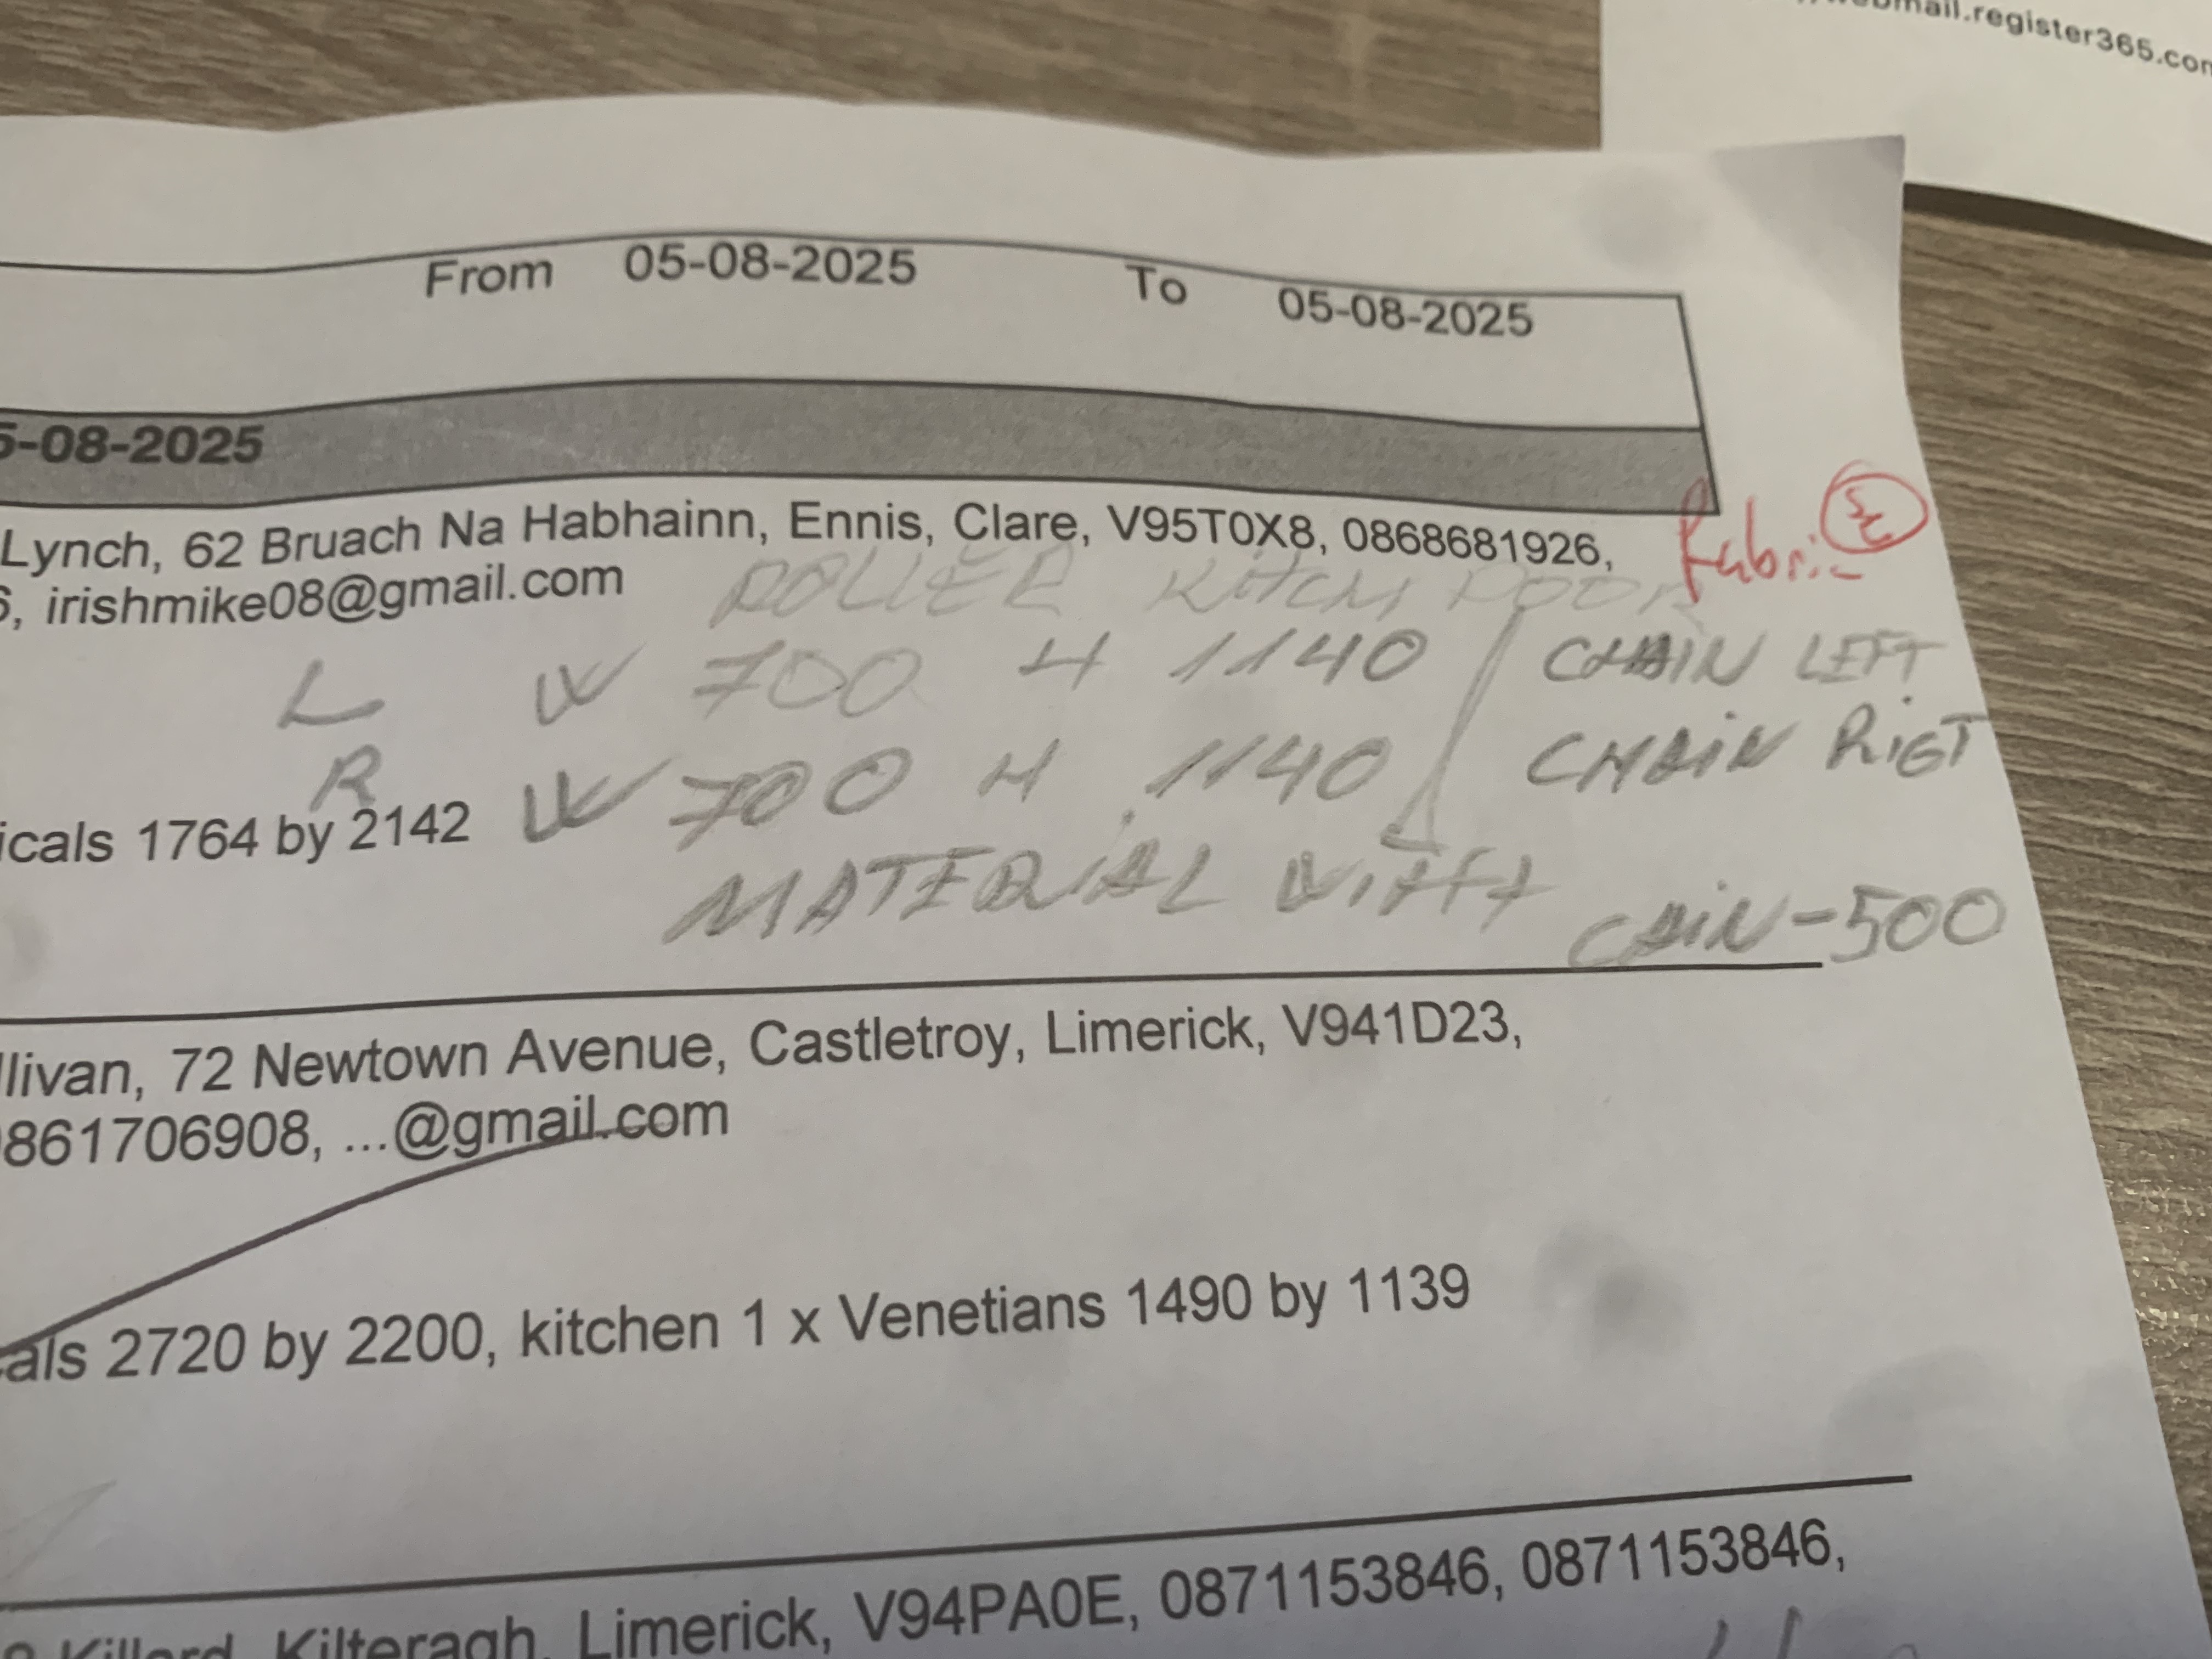 mail.register365.com
From 05-08-2025 To 05-08-2025
5-08-2025
Lynch, 62 Bruach Na Habhainn, Ennis, Clare, V95T0X8, 0868681926,
Fabric
6, irishmike08@gmail.com
ROLLER KITCH DOOR
L W 700 H 1140 CHAIN LEFT
R W 700 H 1140 CHAIN RIGT
icals 1764 by 2142
MATERIAL CAIN-500
llivan, 72 Newtown Avenue, Castletroy, Limerick, V941D23,
861706908, ...@gmail.com
als 2720 by 2200, kitchen 1 x Venetians 1490 by 1139
Killard, Kilteragh, Limerick, V94PA0E, 0871153846, 0871153846,